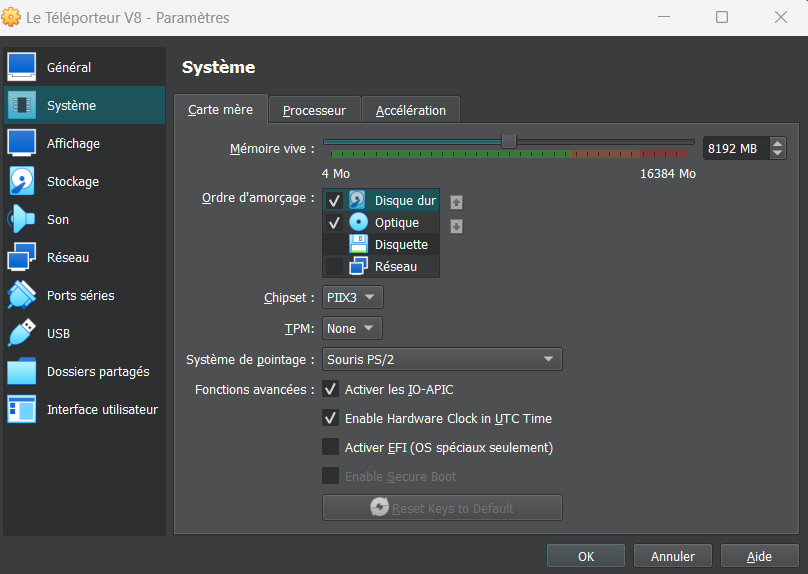 Le Téléporteur V8 - Paramètres
Général
Système
Affichage
Stockage
Son
Réseau
Ports séries
USB
Dossiers partagés
Interface utilisateur
Système
Carte mère
Processeur
Accélération
Mémoire vive :
8192 MB
4 Mo
16384 Mo
Ordre d'amorçage :
Disque dur
Optique
Disquette
Réseau
Chipset :
PIIX3
TPM:
None
Système de pointage :
Souris PS/2
Fonctions avancées :
Activer les IO-APIC
Enable Hardware Clock in UTC Time
Activer EFI (OS spéciaux seulement)
Enable Secure Boot
Reset Keys to Default
OK
Annuler
Aide